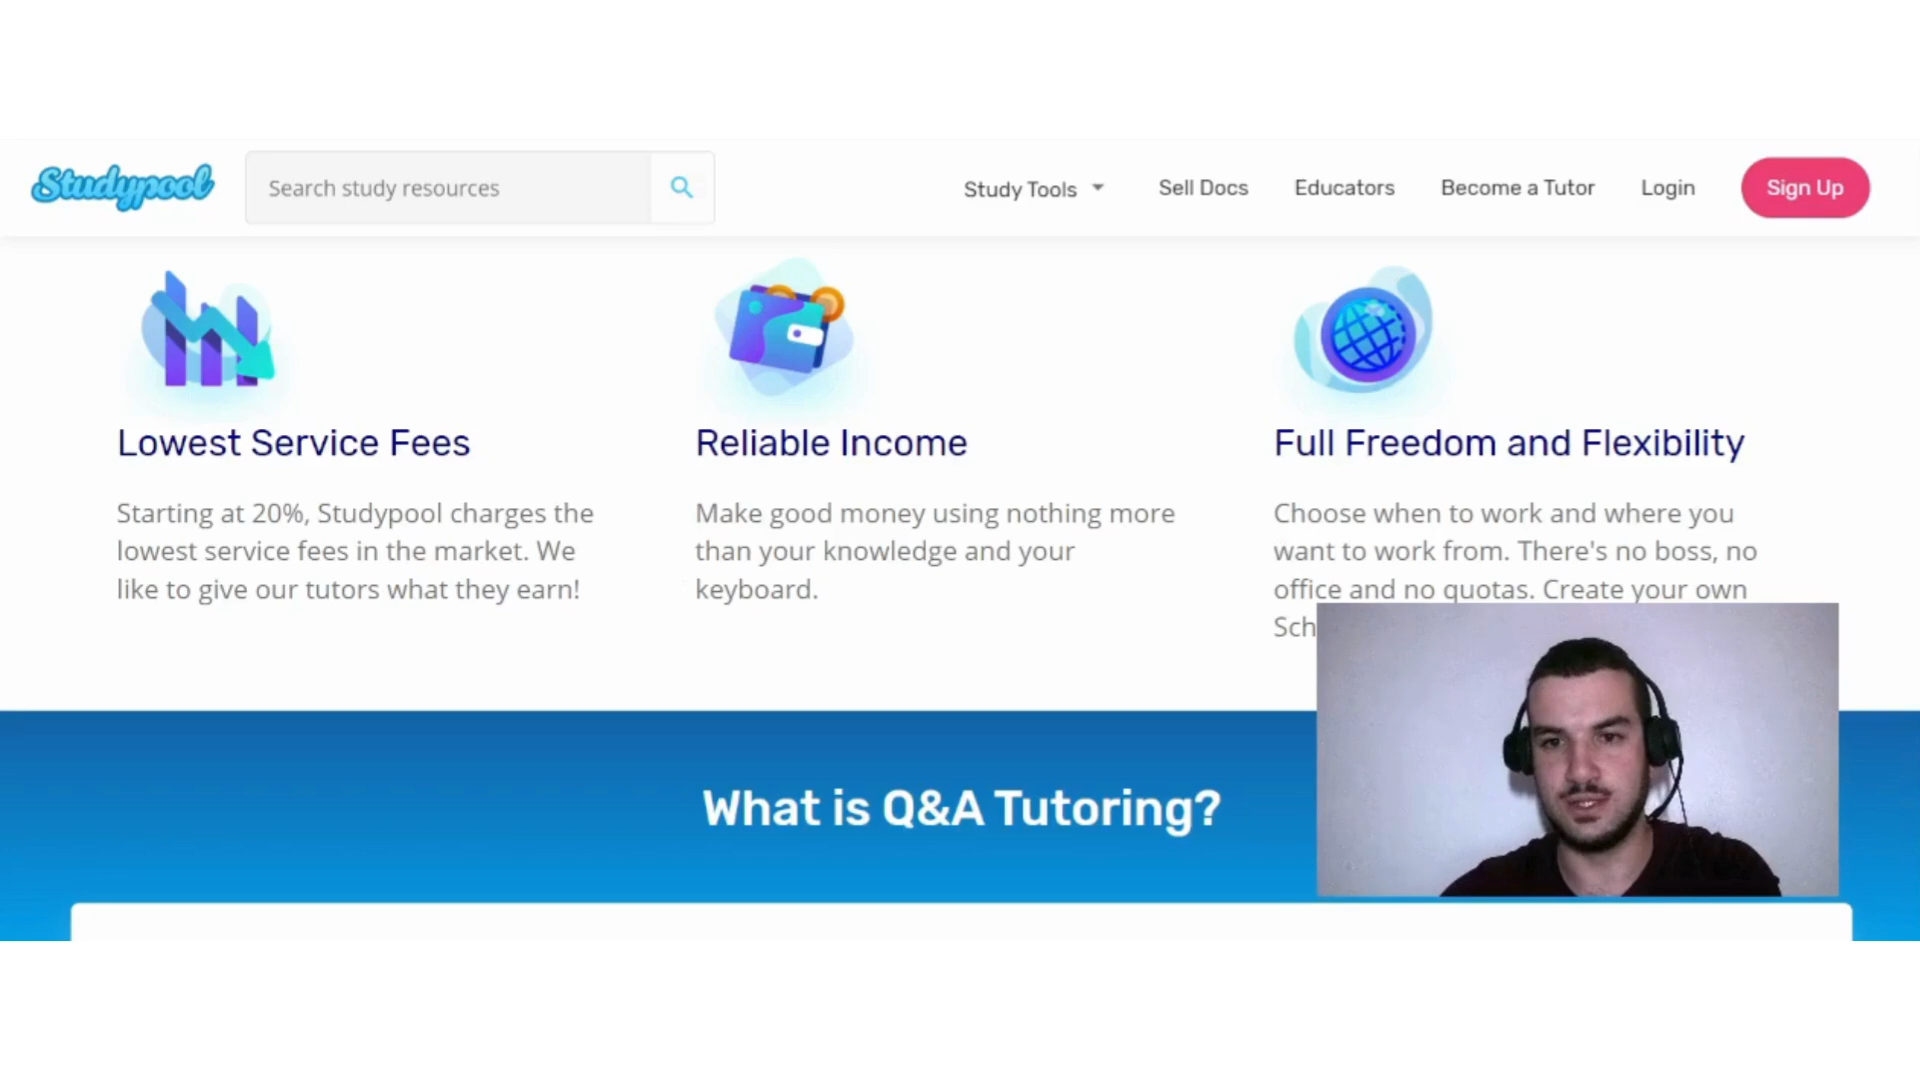 Studypool
Search study resources
Study Tools
Sell Docs
Educators
Become a Tutor
Login
Sign Up
Lowest Service Fees
Starting at 20%, Studypool charges the
lowest service fees in the market. We
like to give our tutors what they earn!
Reliable Income
Make good money using nothing more
than your knowledge and your
keyboard.
Full Freedom and Flexibility
Choose when to work and where you
want to work from. There's no boss, no
office and no quotas. Create your own
What is Q&A Tutoring?